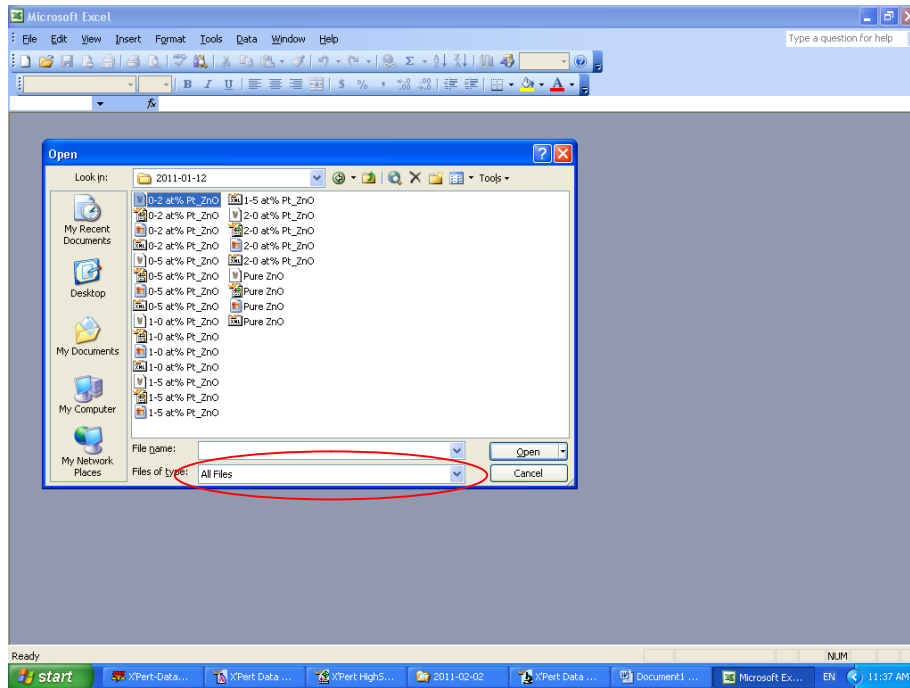 Microsoft Excel
File Edit View Insert Format Tools Data Window Help Type a question for help
B I U $ % ,
fx
Open
Look in: 2011-01-12 Tools
My Recent Documents
Desktop
My Documents
My Computer
My Network Places
0-2 at% Pt_ZnO
0-2 at% Pt_ZnO
0-2 at% Pt_ZnO
0-2 at% Pt_ZnO
0-5 at% Pt_ZnO
0-5 at% Pt_ZnO
0-5 at% Pt_ZnO
0-5 at% Pt_ZnO
1-0 at% Pt_ZnO
1-0 at% Pt_ZnO
1-0 at% Pt_ZnO
1-0 at% Pt_ZnO
1-5 at% Pt_ZnO
1-5 at% Pt_ZnO
1-5 at% Pt_ZnO
1-5 at% Pt_ZnO
2-0 at% Pt_ZnO
2-0 at% Pt_ZnO
2-0 at% Pt_ZnO
2-0 at% Pt_ZnO
Pure ZnO
Pure ZnO
Pure ZnO
Pure ZnO
File name: Open
Files of type: All Files Cancel
Ready NUM
start X'Pert-Data... X'Pert Data ... X'Pert HighS... 2011-02-02 X'Pert Data ... Document1 ... Microsoft Ex... EN 11:37 AM